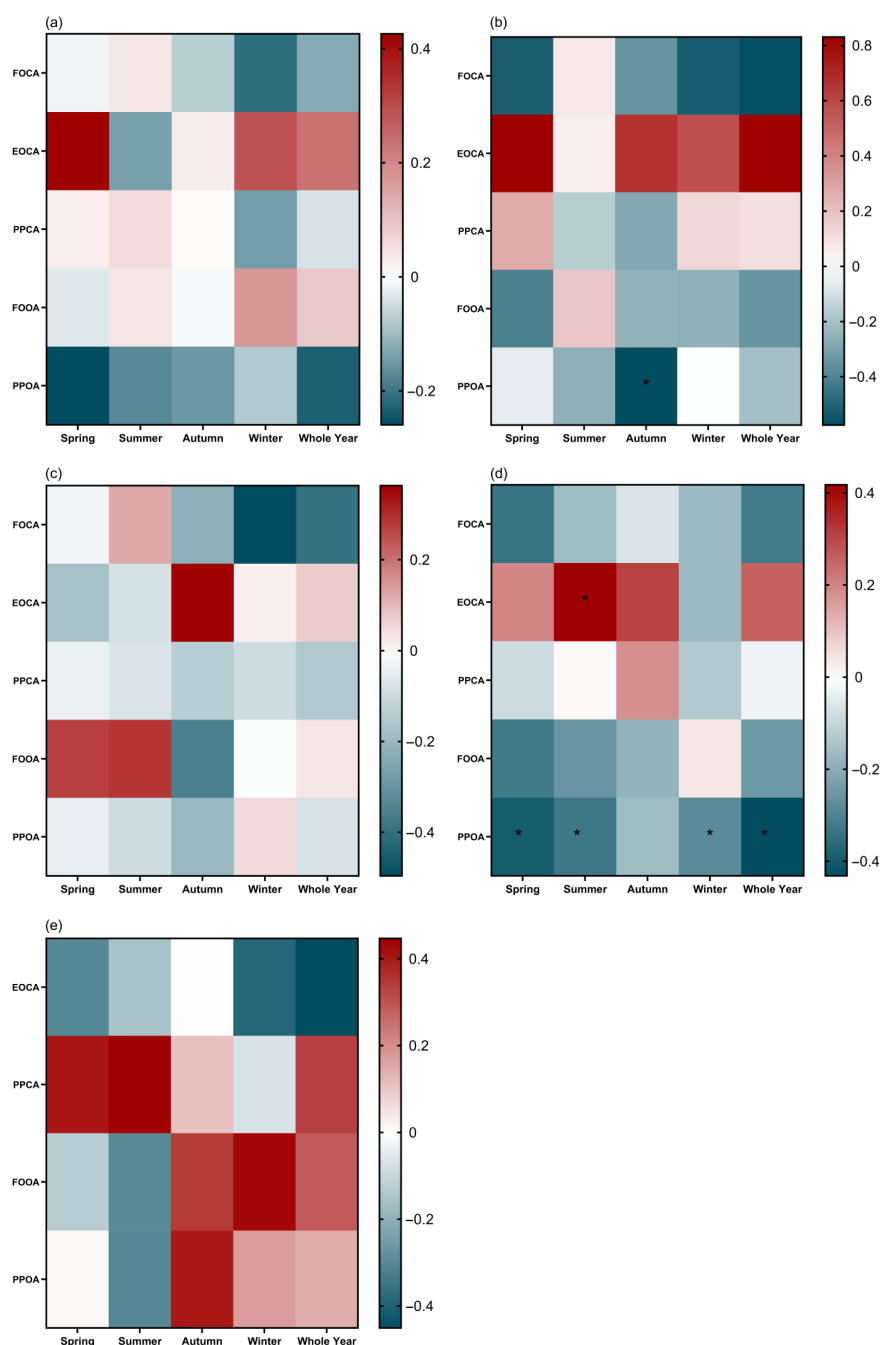 (a)
FOCA
EOCA
PPCA
FOOA
PPOA
Spring Summer Autumn Winter Whole Year
0.4
0.2
0
−0.2
(b)
FOCA
EOCA
PPCA
FOOA
PPOA
*
Spring Summer Autumn Winter Whole Year
0.8
0.6
0.4
0.2
0
−0.2
−0.4
(c)
FOCA
EOCA
PPCA
FOOA
PPOA
Spring Summer Autumn Winter Whole Year
0.2
0
−0.2
−0.4
(d)
FOCA
EOCA
*
PPCA
FOOA
PPOA
* * * *
Spring Summer Autumn Winter Whole Year
0.4
0.2
0
−0.2
−0.4
(e)
EOCA
PPCA
FOOA
PPOA
Spring Summer Autumn Winter Whole Year
0.4
0.2
0
−0.2
−0.4